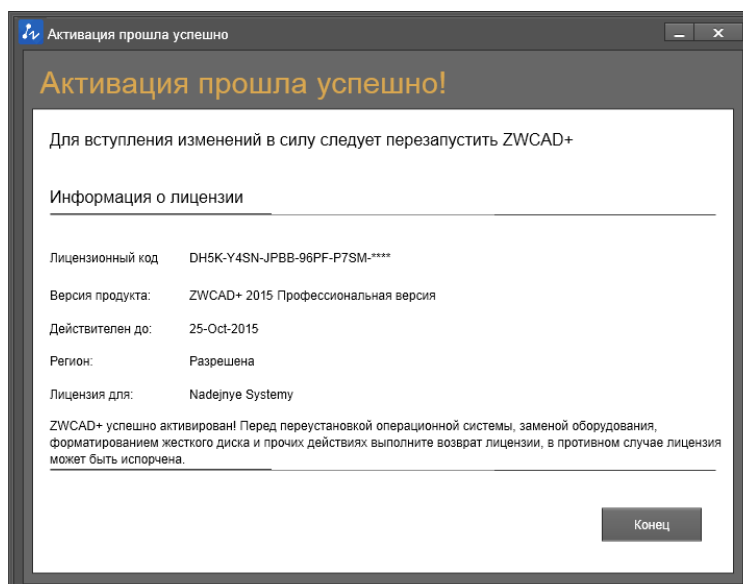 Активация прошла успешно
Активация прошла успешно!
Для вступления изменений в силу следует перезапустить ZWCAD+
Информация о лицензии
Лицензионный код DH5K-Y4SN-JPBB-96PF-P7SM-****
Версия продукта: ZWCAD+ 2015 Профессиональная версия
Действителен до: 25-Oct-2015
Регион: Разрешена
Лицензия для: Nadejnye Systemy
ZWCAD+ успешно активирован! Перед переустановкой операционной системы, заменой оборудования,
форматированием жесткого диска и прочих действиях выполните возврат лицензии, в противном случае лицензия
может быть испорчена.
Конец